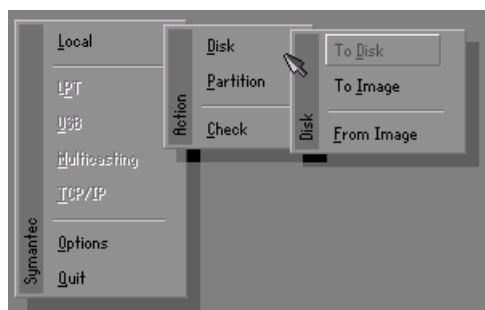 Local
LPT
USB
Multicasting
TCP/IP
Options
Quit
Symantec
Disk
Partition
Check
Action
To Disk
To Image
From Image
Disk